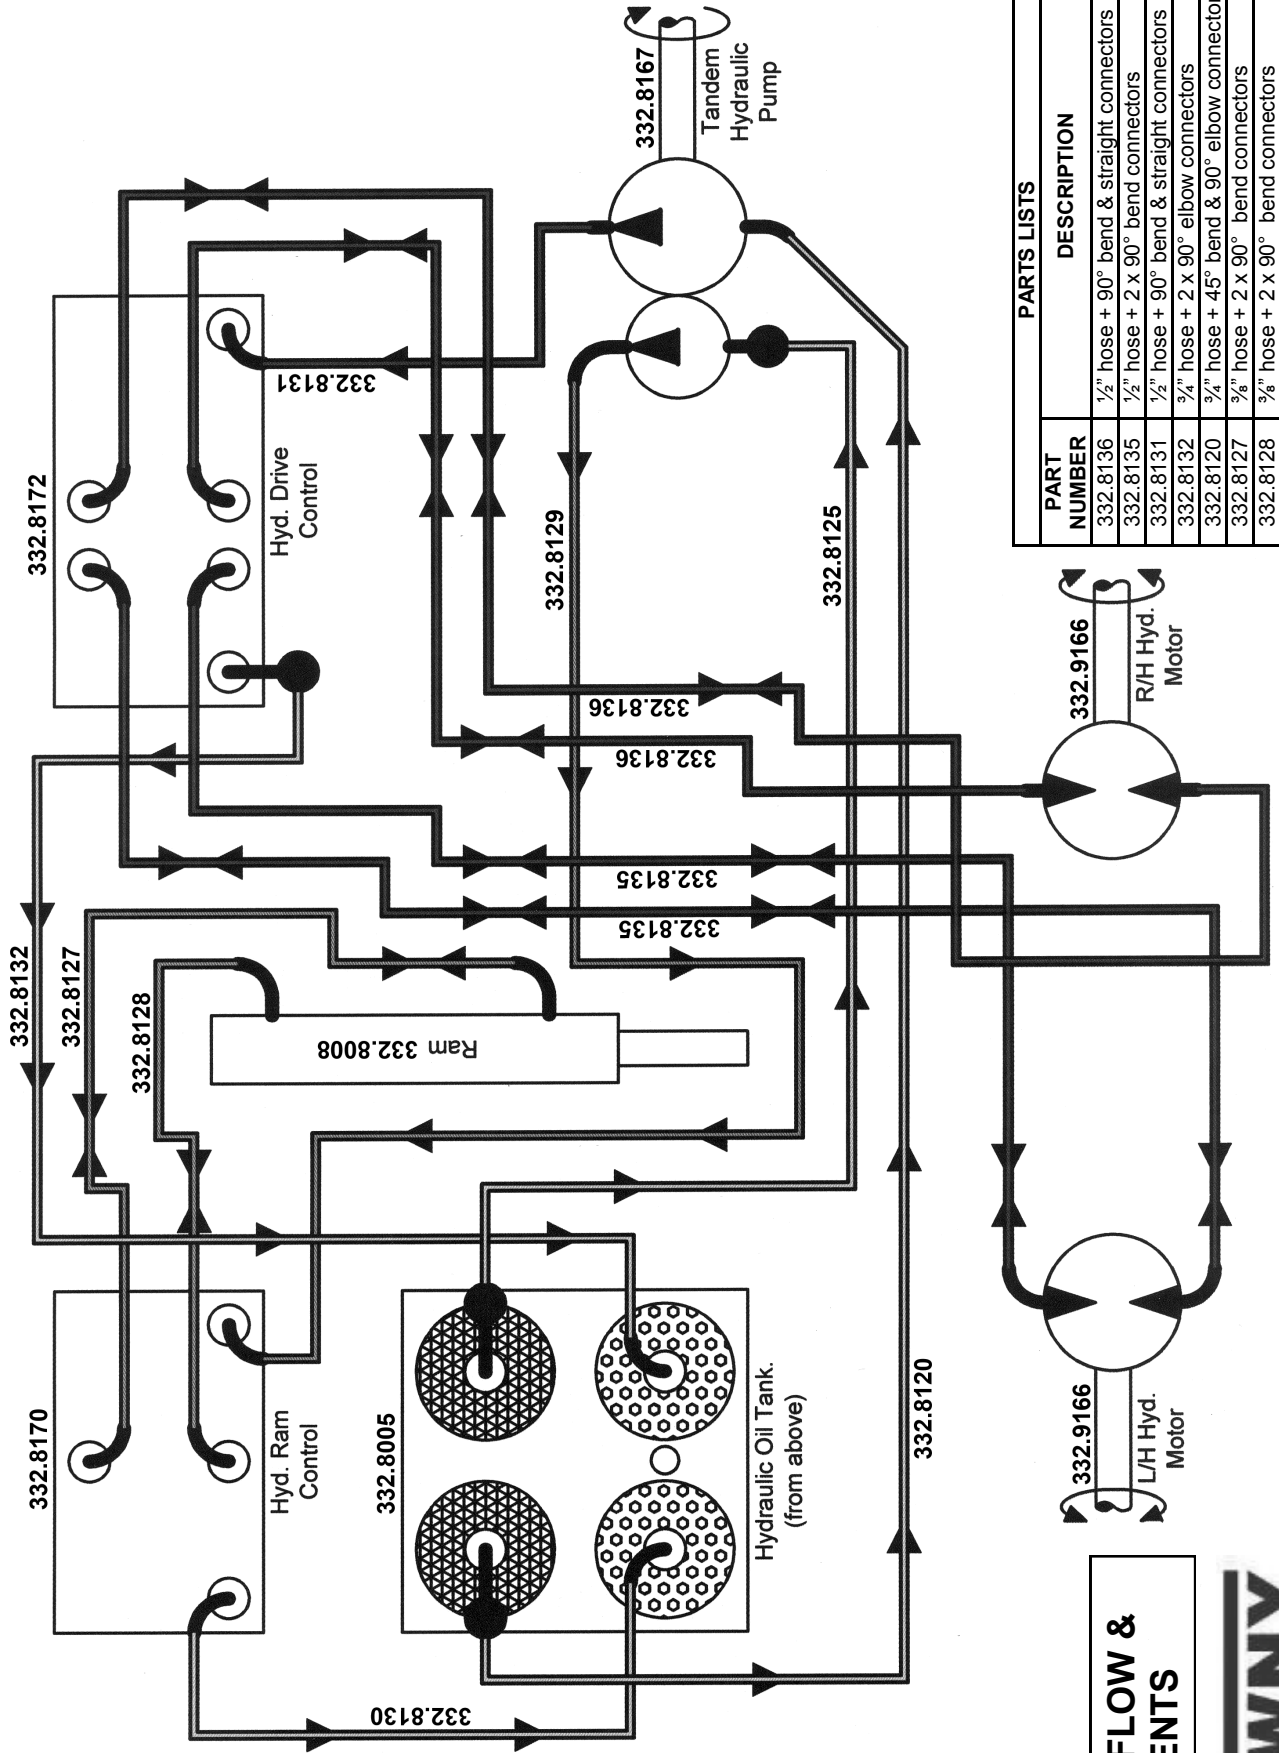 332.8172
Hyd. Drive
Control
332.8167
Tandem
Hydraulic
Pump
332.8131
332.8129
332.8125
332.8136
332.8136
332.8135
332.8135
332.8132
332.8127
332.8128
Ram 332.8008
332.8170
Hyd. Ram
Control
332.8005
Hydraulic Oil Tank.
(from above)
332.8130
332.8120
332.9166
R/H Hyd.
Motor
332.9166
L/H Hyd.
Motor
PARTS LISTS
PART NUMBER DESCRIPTION
332.8136 ½” hose + 90° bend & straight connectors
332.8135 ½” hose + 2 x 90° bend connectors
332.8131 ½” hose + 90° bend & straight connectors
332.8132 ¾” hose + 2 x 90° elbow connectors
332.8120 ¾” hose + 45° bend & 90° elbow connector
332.8127 ⅜” hose + 2 x 90° bend connectors
332.8128 ⅜” hose + 2 x 90° bend connectors
FLOW &
ENTS
WNY